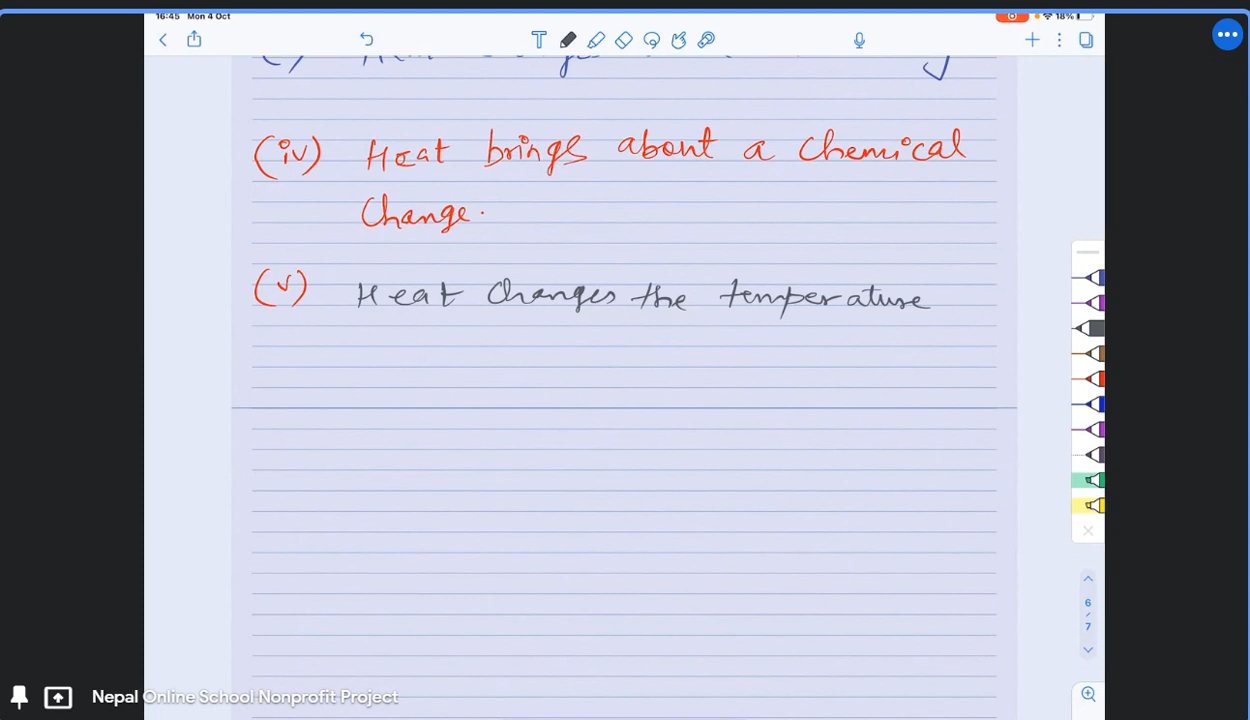 16:45 Mon 4 Oct
18%
(iv) Heat brings about a chemical
change.
(v) Heat changes the temperature
6
/
7
Nepal Online School Nonprofit Project